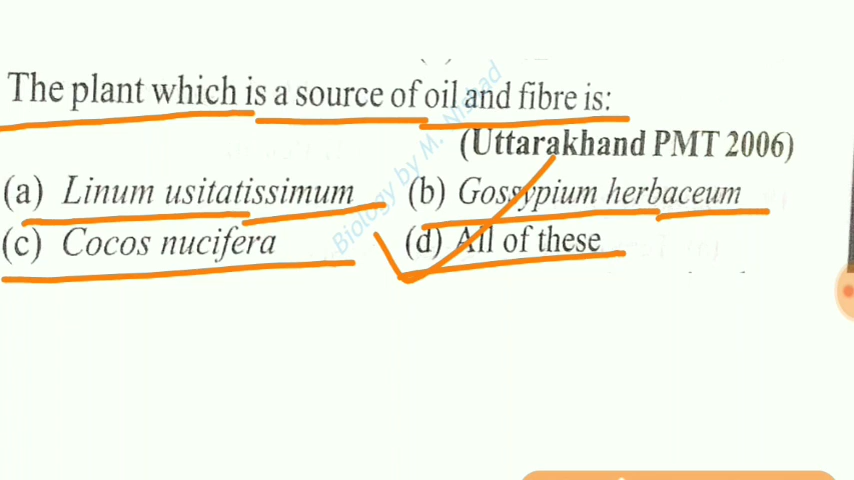 The plant which is a source of oil and fibre is:
(Uttarakhand PMT 2006)
(a) Linum usitatissimum (b) Gossypium herbaceum
(c) Cocos nucifera (d) All of these
-Biology by M. Nishad